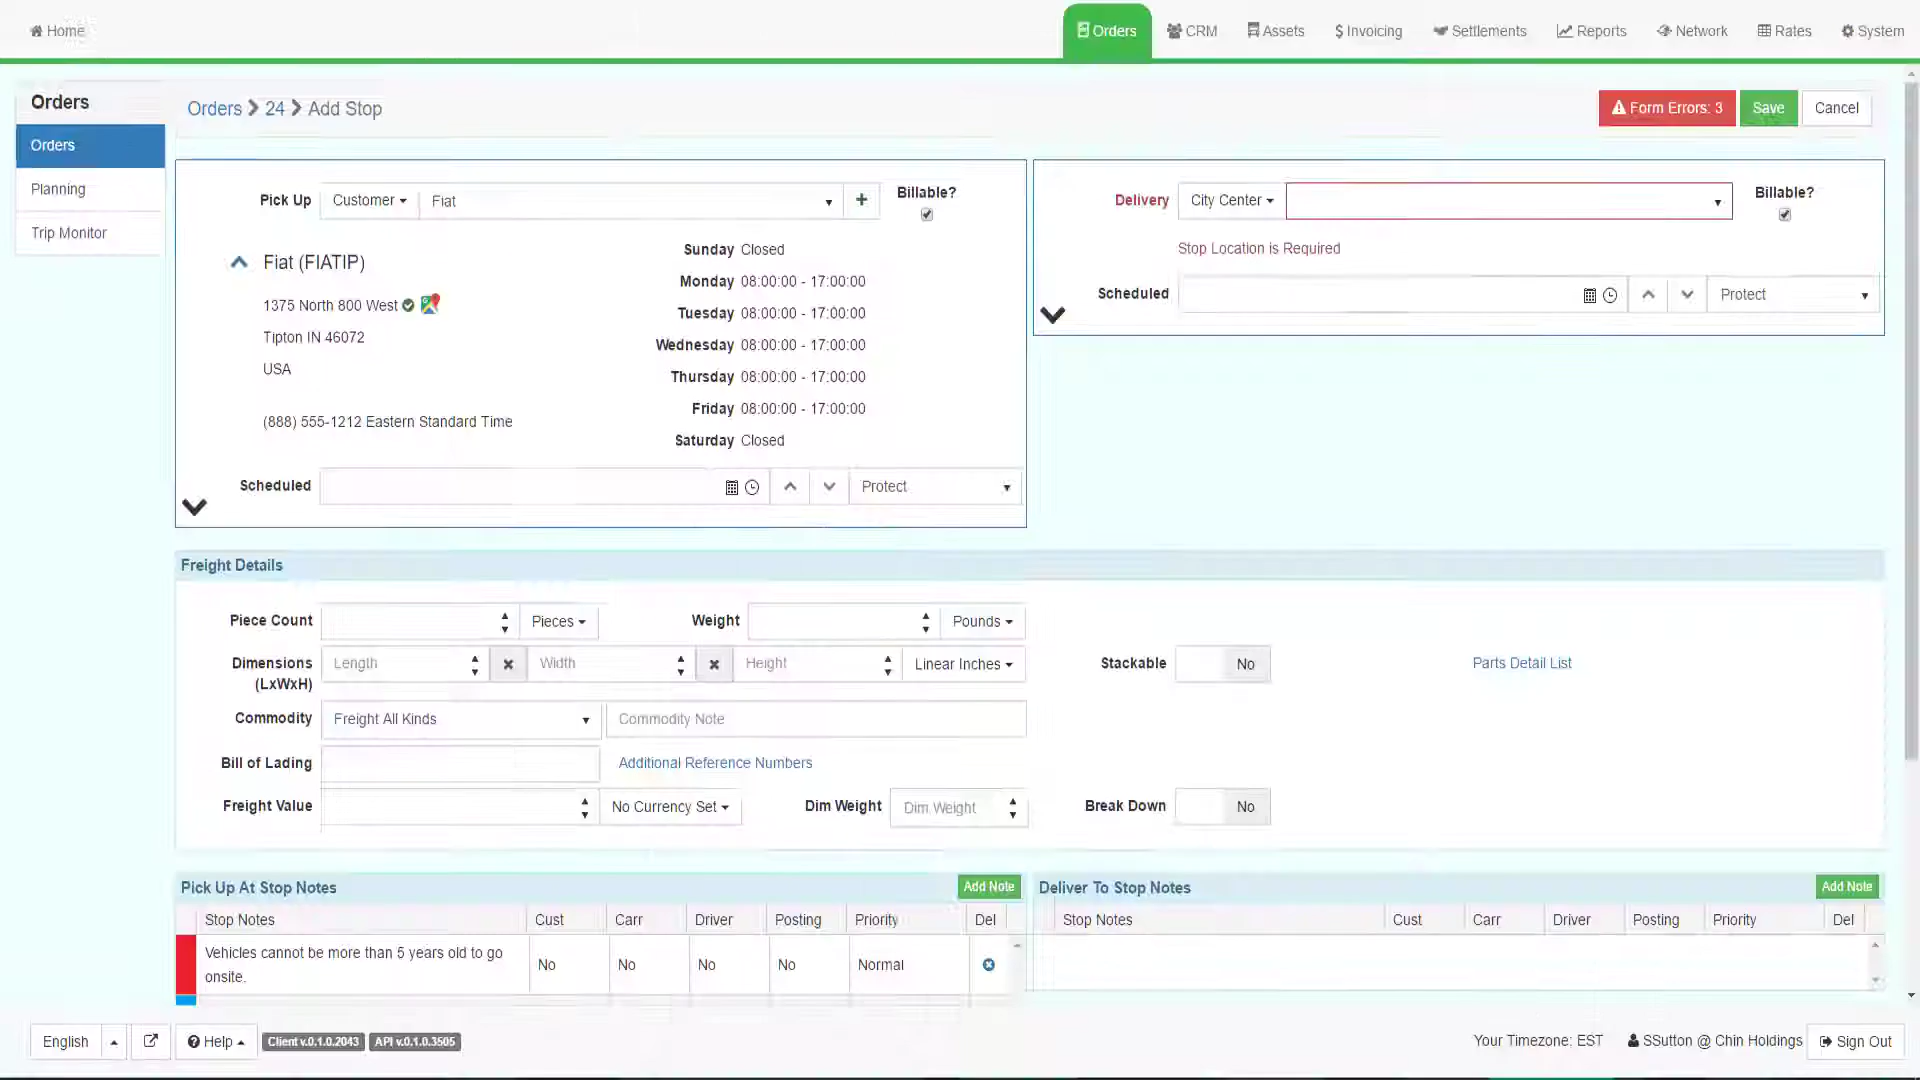 Home
Orders
CRM
Assets
$ Invoicing
Settlements
Reports
Network
Rates
System
Orders
Orders
Planning
Trip Monitor
Orders > 24 > Add Stop
Form Errors: 3
Save
Cancel
Pick Up
Customer
Fiat
Billable?
Fiat (FIATIP)
1375 North 800 West
Tipton IN 46072
USA
(888) 555-1212 Eastern Standard Time
Sunday Closed
Monday 08:00:00 - 17:00:00
Tuesday 08:00:00 - 17:00:00
Wednesday 08:00:00 - 17:00:00
Thursday 08:00:00 - 17:00:00
Friday 08:00:00 - 17:00:00
Saturday Closed
Scheduled
Protect
Delivery
City Center
Billable?
Stop Location is Required
Scheduled
Protect
Freight Details
Piece Count
Pieces
Weight
Pounds
Dimensions
(LxWxH)
Length
Width
Height
Linear Inches
Stackable
No
Parts Detail List
Commodity
Freight All Kinds
Commodity Note
Bill of Lading
Additional Reference Numbers
Freight Value
No Currency Set
Dim Weight
Dim Weight
Break Down
No
Pick Up At Stop Notes
Add Note
Stop Notes
Cust
Carr
Driver
Posting
Priority
Del
Vehicles cannot be more than 5 years old to go
onsite.
No
No
No
No
Normal
Deliver To Stop Notes
Add Note
Stop Notes
Cust
Carr
Driver
Posting
Priority
Del
English
Help
Client v.0.1.0.2043
API v.0.1.0.3505
Your Timezone: EST
SSutton @ Chin Holdings
Sign Out